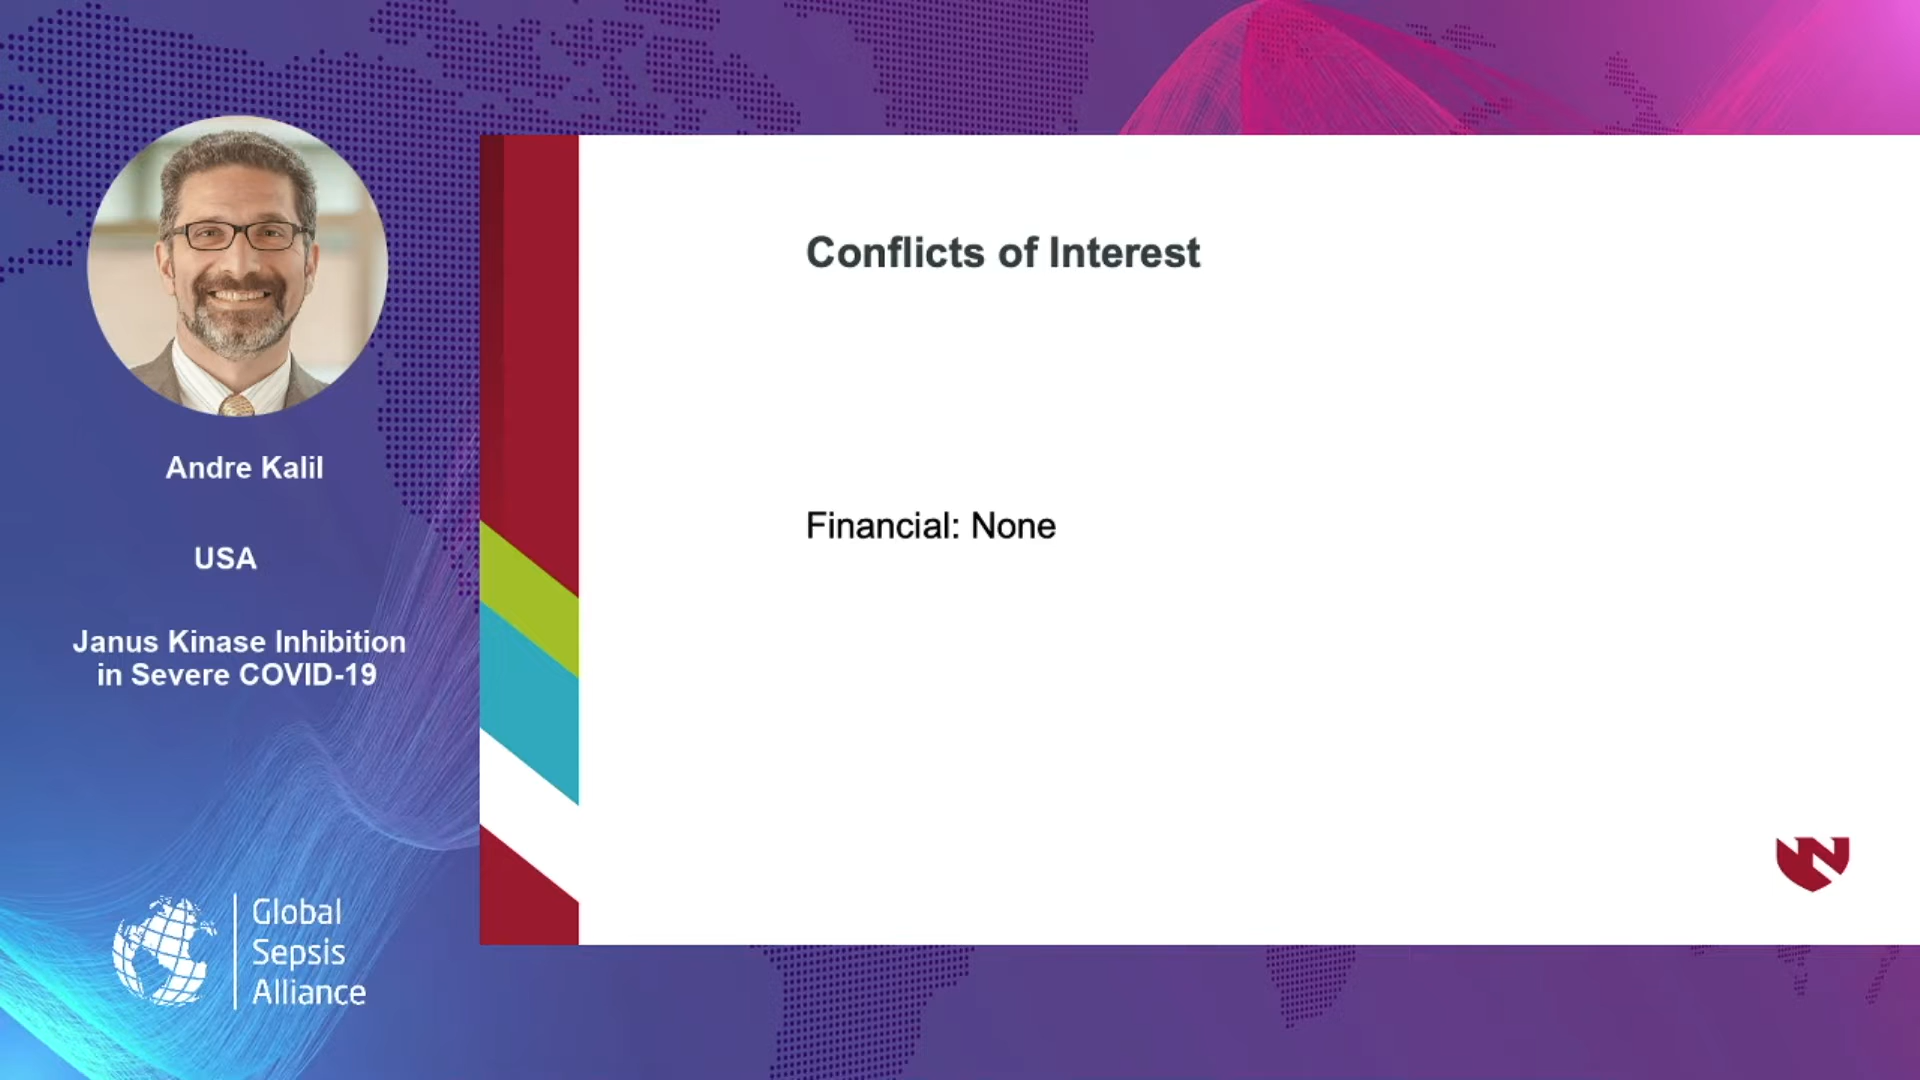 Andre Kalil
USA
Janus Kinase Inhibition
in Severe COVID-19
Global
Sepsis
Alliance
Conflicts of Interest
Financial: None